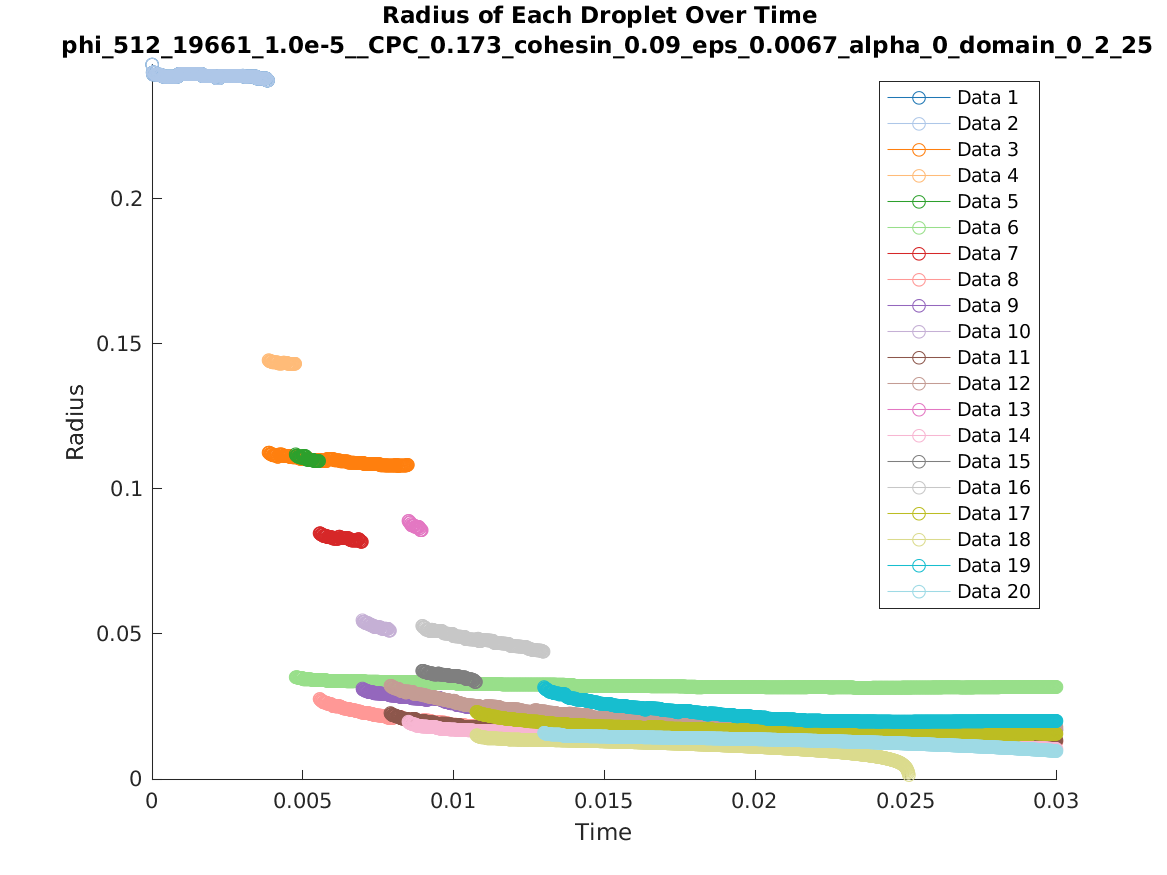 Radius of Each Droplet Over Time
phi_512_19661_1.0e-5__CPC_0.173_cohesin_0.09_eps_0.0067_alpha_0_domain_0_2_25
Data 1
Data 2
Data 3
Data 4
Data 5
Data 6
Data 7
Data 8
Data 9
Data 10
Data 11
Data 12
Data 13
Data 14
Data 15
Data 16
Data 17
Data 18
Data 19
Data 20
0.2
0.15
0.1
0.05
0
Radius
0 0.005 0.01 0.015 0.02 0.025 0.03
Time